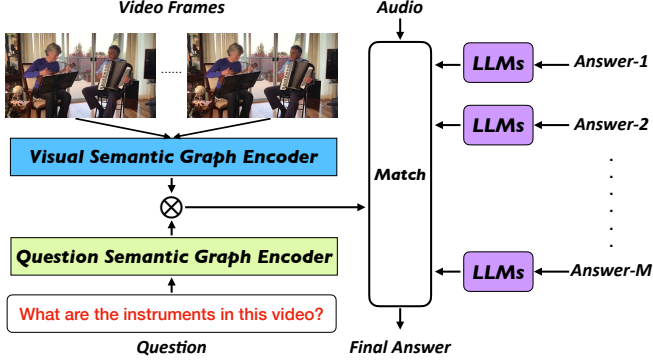 Video Frames
Audio
......
LLMs
Answer-1
LLMs
Answer-2
Visual Semantic Graph Encoder
Match
Question Semantic Graph Encoder
LLMs
Answer-M
What are the instruments in this video?
Question
Final Answer